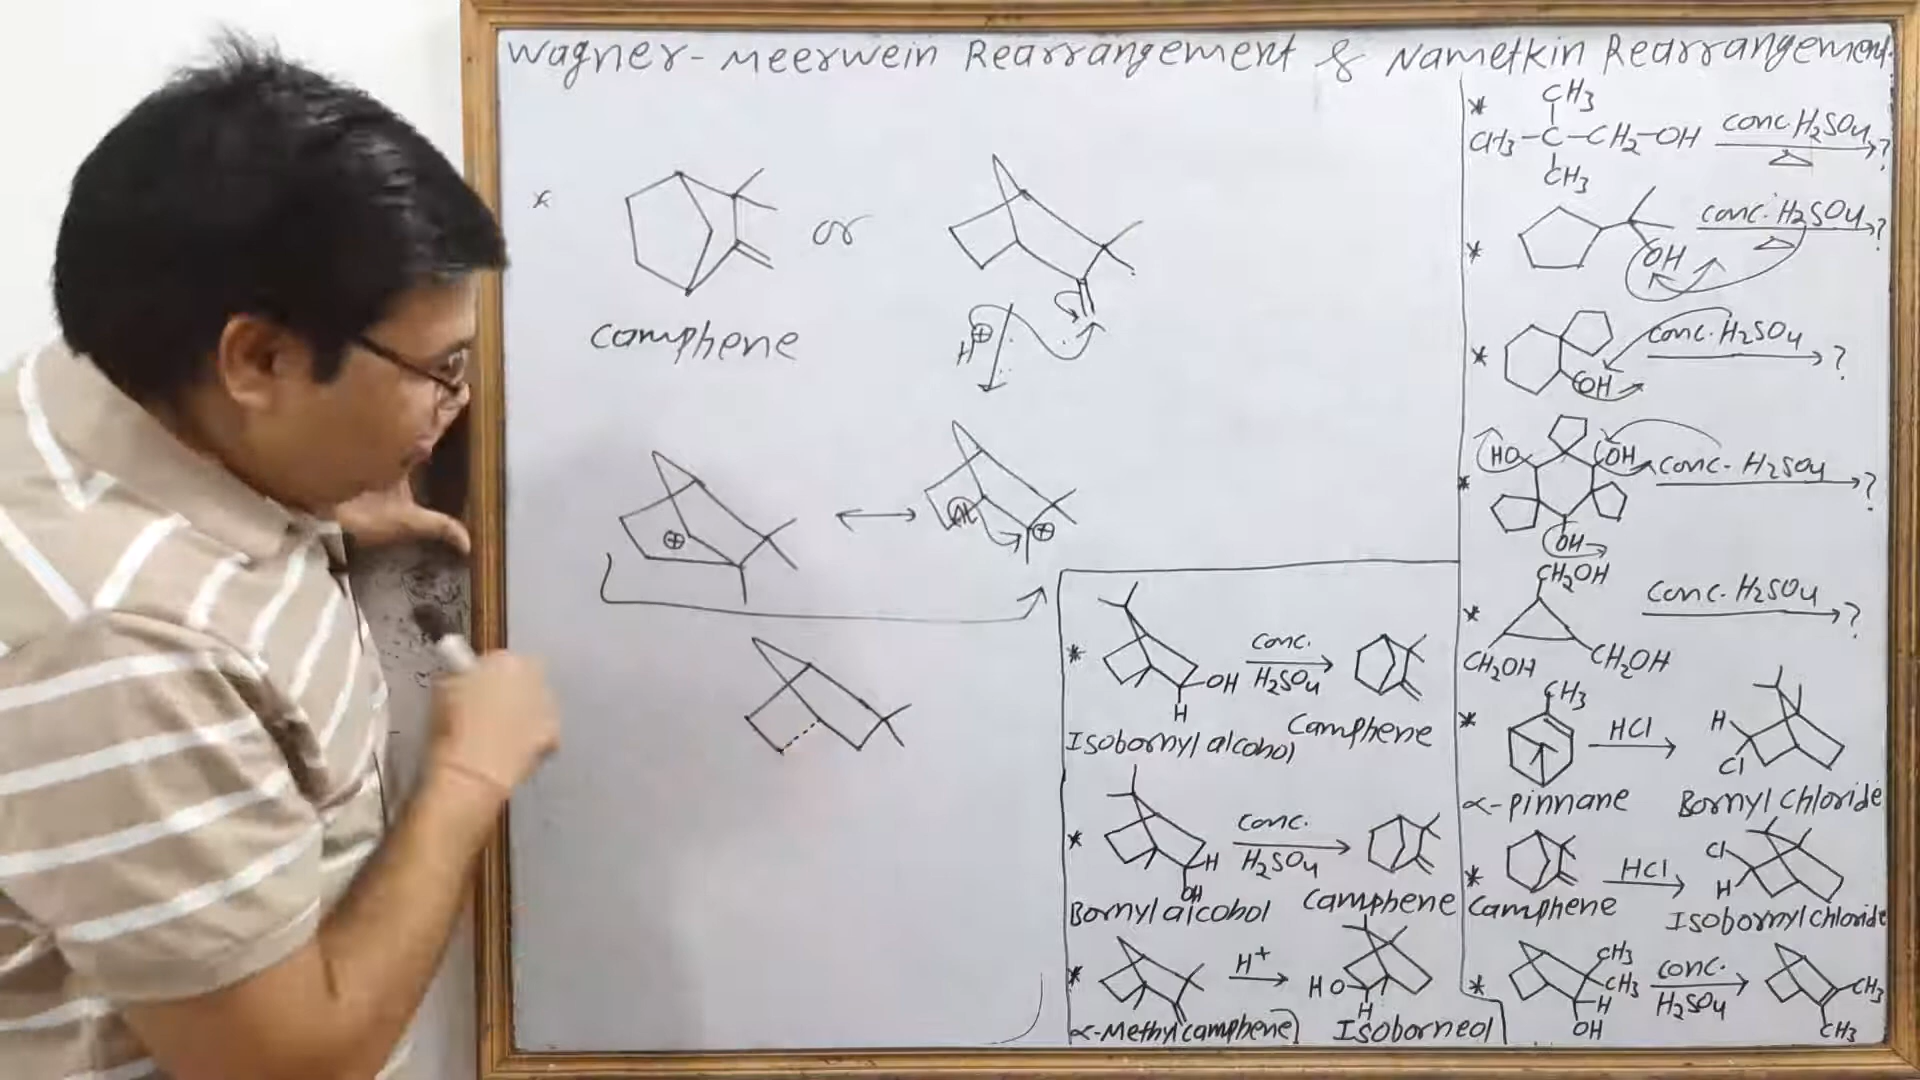 Wagner-Meerwein Rearrangement & Nametkin Rearrangement.
*
or
Camphene
H ⊕
⊕
⊕
* CH3
CH3-C-CH2-OH conc. H2SO4 ?
CH3 △
* OH conc. H2SO4 ?
△
* OH conc. H2SO4 ?
* HO OH conc. H2SO4 ?
OH
* CH2OH conc. H2SO4 ?
CH2OH CH2OH
* OH conc. H2SO4
H
Isobornyl alcohol Camphene
* H conc. H2SO4
OH
Bornyl alcohol Camphene
* H+ HO
H
α-Methylcamphene Isoborneol
* CH3 HCl H
Cl
α-pinnane Bornyl chloride
* HCl Cl
H
Camphene Isobornyl chloride
* CH3
CH3 conc. CH3
H H2SO4
OH CH3